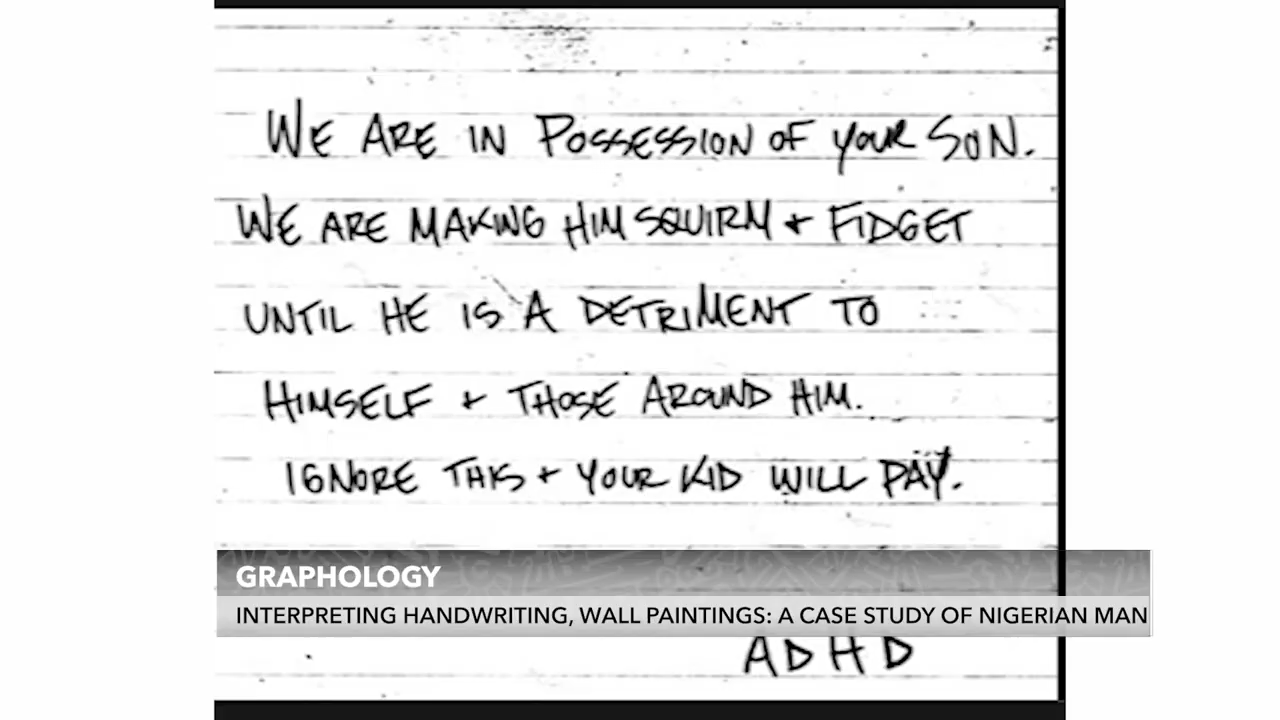 WE ARE IN POSSESSION OF YOUR SON.
WE ARE MAKING HIM SQUIRM + FIDGET
UNTIL HE IS A DETRIMENT TO
HIMSELF + THOSE AROUND HIM.
IGNORE THIS + YOUR KID WILL PAY.
GRAPHOLOGY
INTERPRETING HANDWRITING, WALL PAINTINGS: A CASE STUDY OF NIGERIAN MAN
ADHD